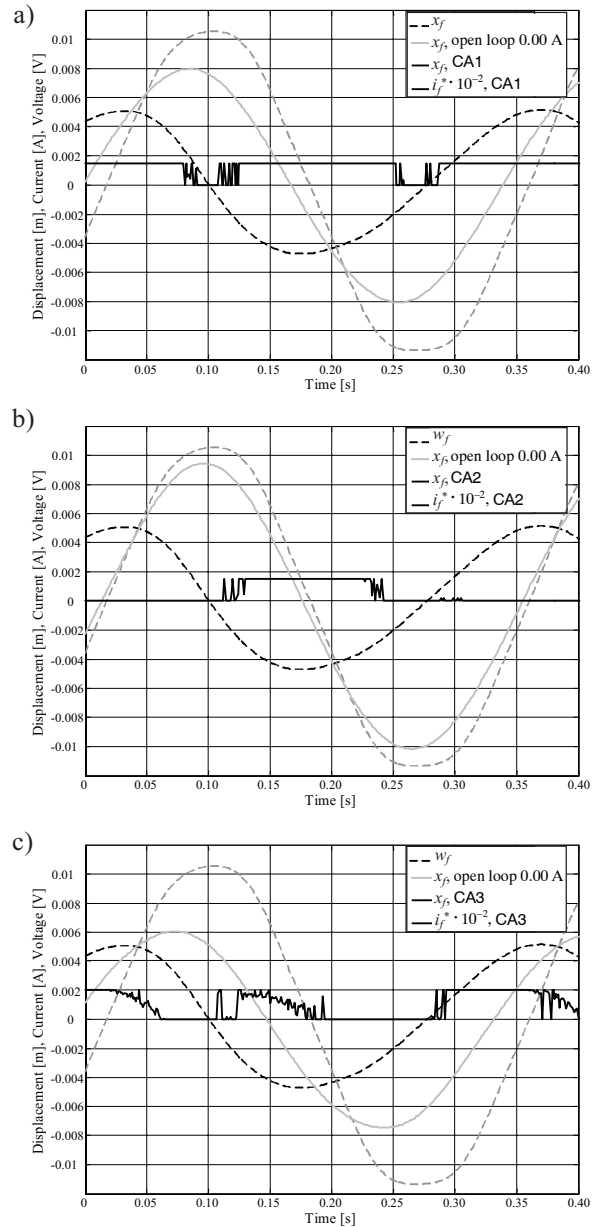 a)
0.01
0.008
0.006
0.004
0.002
0
-0.002
-0.004
-0.006
-0.008
-0.01
Displacement [m], Current [A], Voltage [V]
x_f
x_f, open loop 0.00 A
x_f, CA1
i_f^* · 10^-2, CA1
0 0.05 0.10 0.15 0.20 0.25 0.30 0.35 0.40
Time [s]
b)
0.01
0.008
0.006
0.004
0.002
0
-0.002
-0.004
-0.006
-0.008
-0.01
Displacement [m], Current [A], Voltage [V]
w_f
x_f, open loop 0.00 A
x_f, CA2
i_f^* · 10^-2, CA2
0 0.05 0.10 0.15 0.20 0.25 0.30 0.35 0.40
Time [s]
c)
0.01
0.008
0.006
0.004
0.002
0
-0.002
-0.004
-0.006
-0.008
-0.01
Displacement [m], Current [A], Voltage [V]
w_f
x_f, open loop 0.00 A
x_f, CA3
i_f^* · 10^-2, CA3
0 0.05 0.10 0.15 0.20 0.25 0.30 0.35 0.40
Time [s]